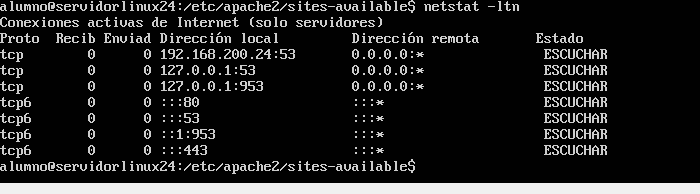 alumno@servidorlinux24:/etc/apache2/sites-available$ netstat -ltn
Conexiones activas de Internet (solo servidores)
Proto  Recib Enviad Dirección local         Dirección remota       Estado
tcp        0      0 192.168.200.24:53       0.0.0.0:*               ESCUCHAR
tcp        0      0 127.0.0.1:53            0.0.0.0:*               ESCUCHAR
tcp        0      0 127.0.0.1:953           0.0.0.0:*               ESCUCHAR
tcp6       0      0 :::80                   :::*                    ESCUCHAR
tcp6       0      0 :::53                   :::*                    ESCUCHAR
tcp6       0      0 ::1:953                 :::*                    ESCUCHAR
tcp6       0      0 :::443                  :::*                    ESCUCHAR
alumno@servidorlinux24:/etc/apache2/sites-available$